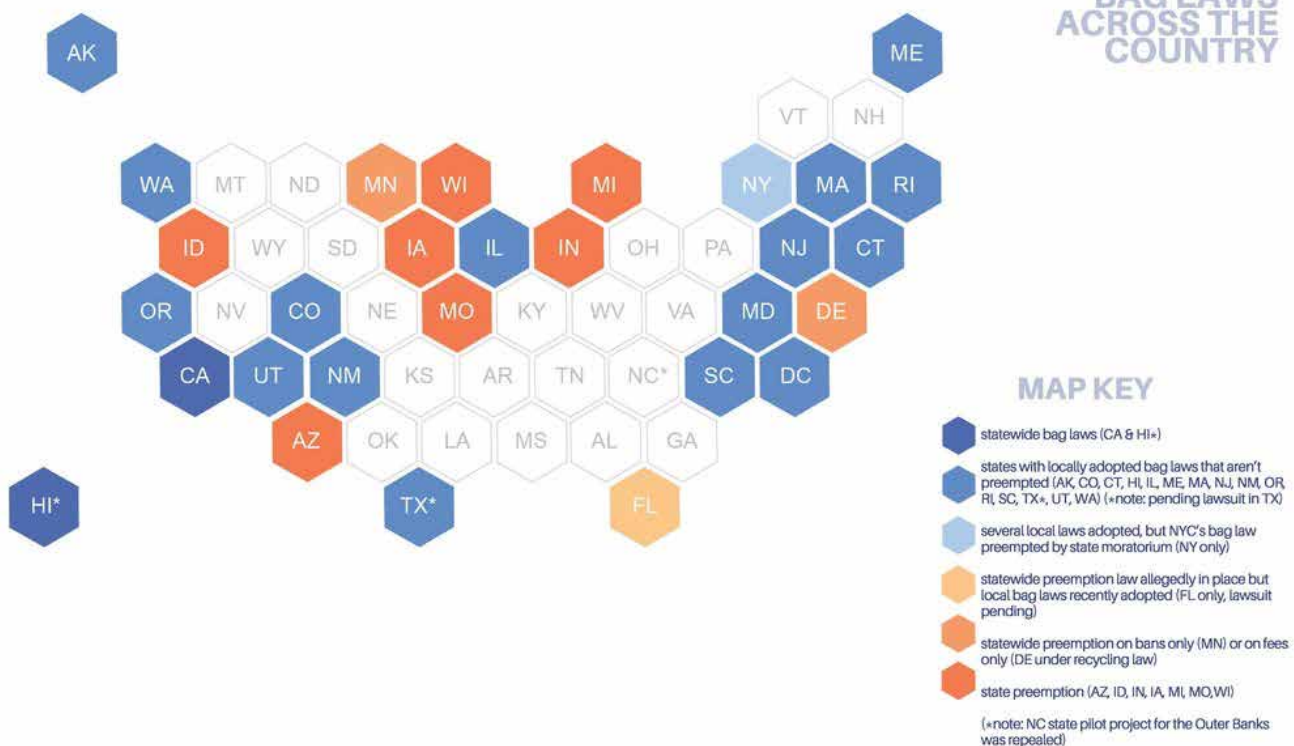 BAG LAWS
ACROSS THE
COUNTRY
AK
ME
VT
NH
WA
MT
ND
MN
WI
MI
NY
MA
RI
ID
WY
SD
IA
IL
IN
OH
PA
NJ
CT
OR
NV
CO
NE
MO
KY
WV
VA
MD
DE
CA
UT
NM
KS
AR
TN
NC*
SC
DC
AZ
OK
LA
MS
AL
GA
HI*
TX*
FL
MAP KEY
statewide bag laws (CA & HI*)
states with locally adopted bag laws that aren't
preempted (AK, CO, CT, HI, IL, ME, MA, NJ, NM, OR,
RI, SC, TX*, UT, WA) (*note: pending lawsuit in TX)
several local laws adopted, but NYC's bag law
preempted by state moratorium (NY only)
statewide preemption law allegedly in place but
local bag laws recently adopted (FL only, lawsuit
pending)
statewide preemption on bans only (MN) or on fees
only (DE under recycling law)
state preemption (AZ, ID, IN, IA, MI, MO,WI)
(*note: NC state pilot project for the Outer Banks
was repealed)